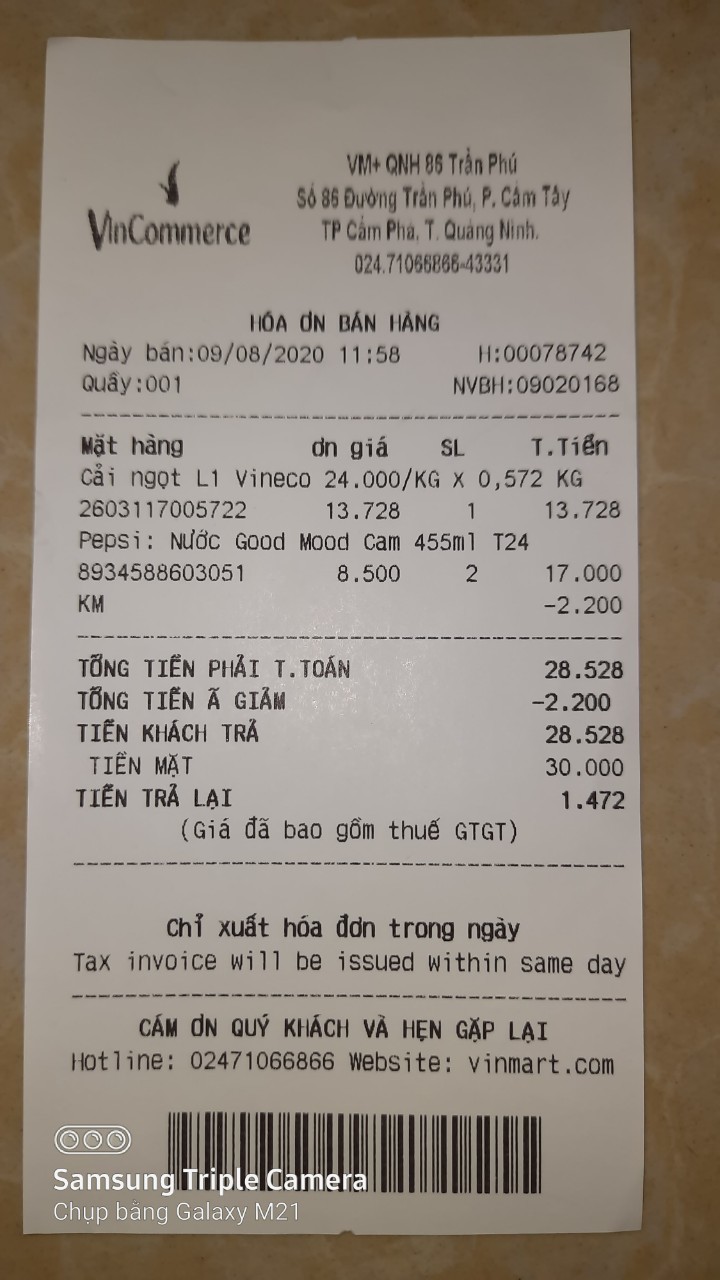 VinCommerce
VM+ QNH 86 Trần Phú
Số 86 Đường Trần Phú, P. Cẩm Tây
TP Cẩm Phả, T. Quảng Ninh.
024.71066866-43331
HÓA ƠN BÁN HÀNG
Ngày bán:09/08/2020 11:58 H:00078742
Quầy:001 NVBH:09020168
Mặt hàng ơn giá SL T.Tiền
Cải ngọt L1 Vineco 24.000/KG X 0,572 KG
2603117005722 13.728 1 13.728
Pepsi: Nước Good Mood Cam 455ml T24
8934588603051 8.500 2 17.000
KM -2.200
TỔNG TIỀN PHẢI T.TOÁN 28.528
TỔNG TIỀN Ã GIẢM -2.200
TIỀN KHÁCH TRẢ 28.528
TIỀN MẶT 30.000
TIỀN TRẢ LẠI 1.472
(Giá đã bao gồm thuế GTGT)
Chỉ xuất hóa đơn trong ngày
Tax invoice will be issued within same day
CÁM ƠN QUÝ KHÁCH VÀ HẸN GẶP LẠI
Hotline: 02471066866 Website: vinmart.com
Samsung Triple Camera
Chụp bằng Galaxy M21